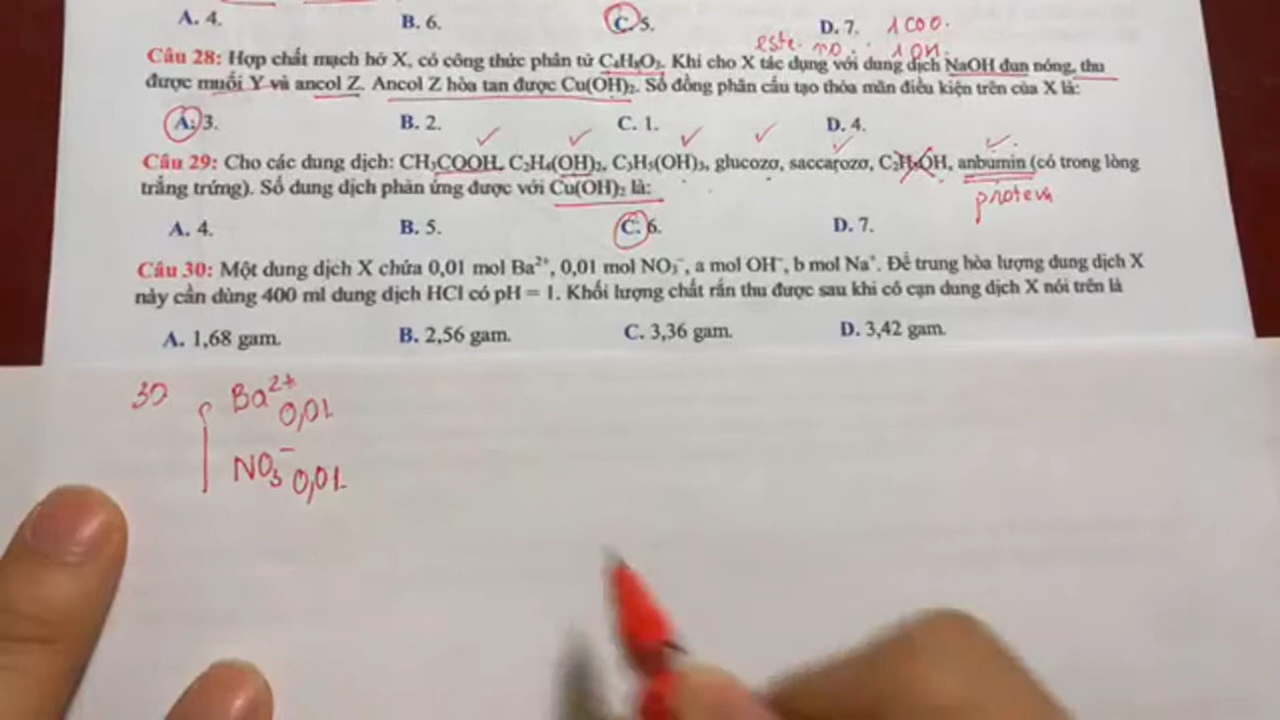 A. 4. B. 6. C. 5. D. 7. 1 COO.
este no : 1 OH
Câu 28: Hợp chất mạch hở X, có công thức phân tử C₄H₈O₃. Khi cho X tác dụng với dung dịch NaOH đun nóng, thu
được muối Y và ancol Z. Ancol Z hòa tan được Cu(OH)₂. Số đồng phân cấu tạo thỏa mãn điều kiện trên của X là:
A. 3. B. 2. C. 1. D. 4.
Câu 29: Cho các dung dịch: CH₃COOH, C₂H₄(OH)₂, C₃H₅(OH)₃, glucozơ, saccarozơ, C₂H₅OH, anbumin (có trong lòng
trắng trứng). Số dung dịch phản ứng được với Cu(OH)₂ là:
protein
A. 4. B. 5. C. 6. D. 7.
Câu 30: Một dung dịch X chứa 0,01 mol Ba²⁺, 0,01 mol NO₃⁻, a mol OH⁻, b mol Na⁺. Để trung hòa lượng dung dịch X
này cần dùng 400 ml dung dịch HCl có pH = 1. Khối lượng chất rắn thu được sau khi cô cạn dung dịch X nói trên là
A. 1,68 gam. B. 2,56 gam. C. 3,36 gam. D. 3,42 gam.
30 Ba²⁺ 0,01
NO₃⁻ 0,01